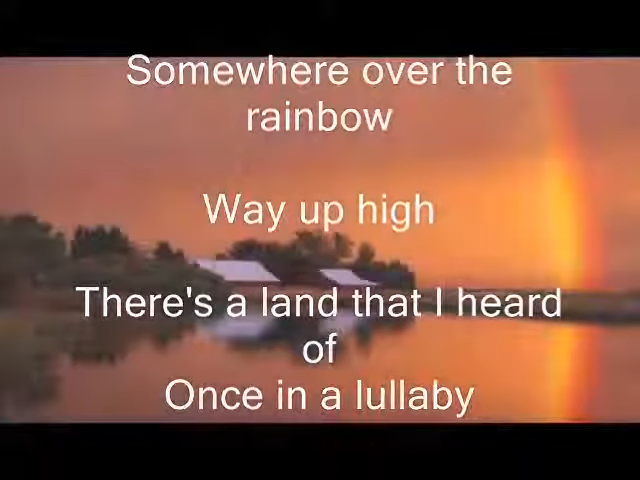 Somewhere over the
rainbow
Way up high
There's a land that I heard
of
Once in a lullaby